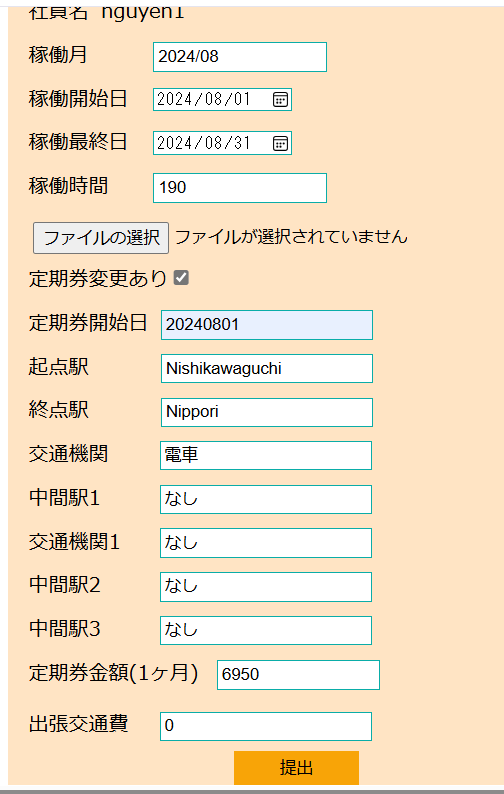 社員名 nguyen1
稼働月 2024/08
稼働開始日 2024/08/01
稼働最終日 2024/08/31
稼働時間 190
ファイルの選択 ファイルが選択されていません
定期券変更あり
定期券開始日 20240801
起点駅 Nishikawaguchi
終点駅 Nippori
交通機関 電車
中間駅1 なし
交通機関1 なし
中間駅2 なし
中間駅3 なし
定期券金額(1ヶ月) 6950
出張交通費 0
提出